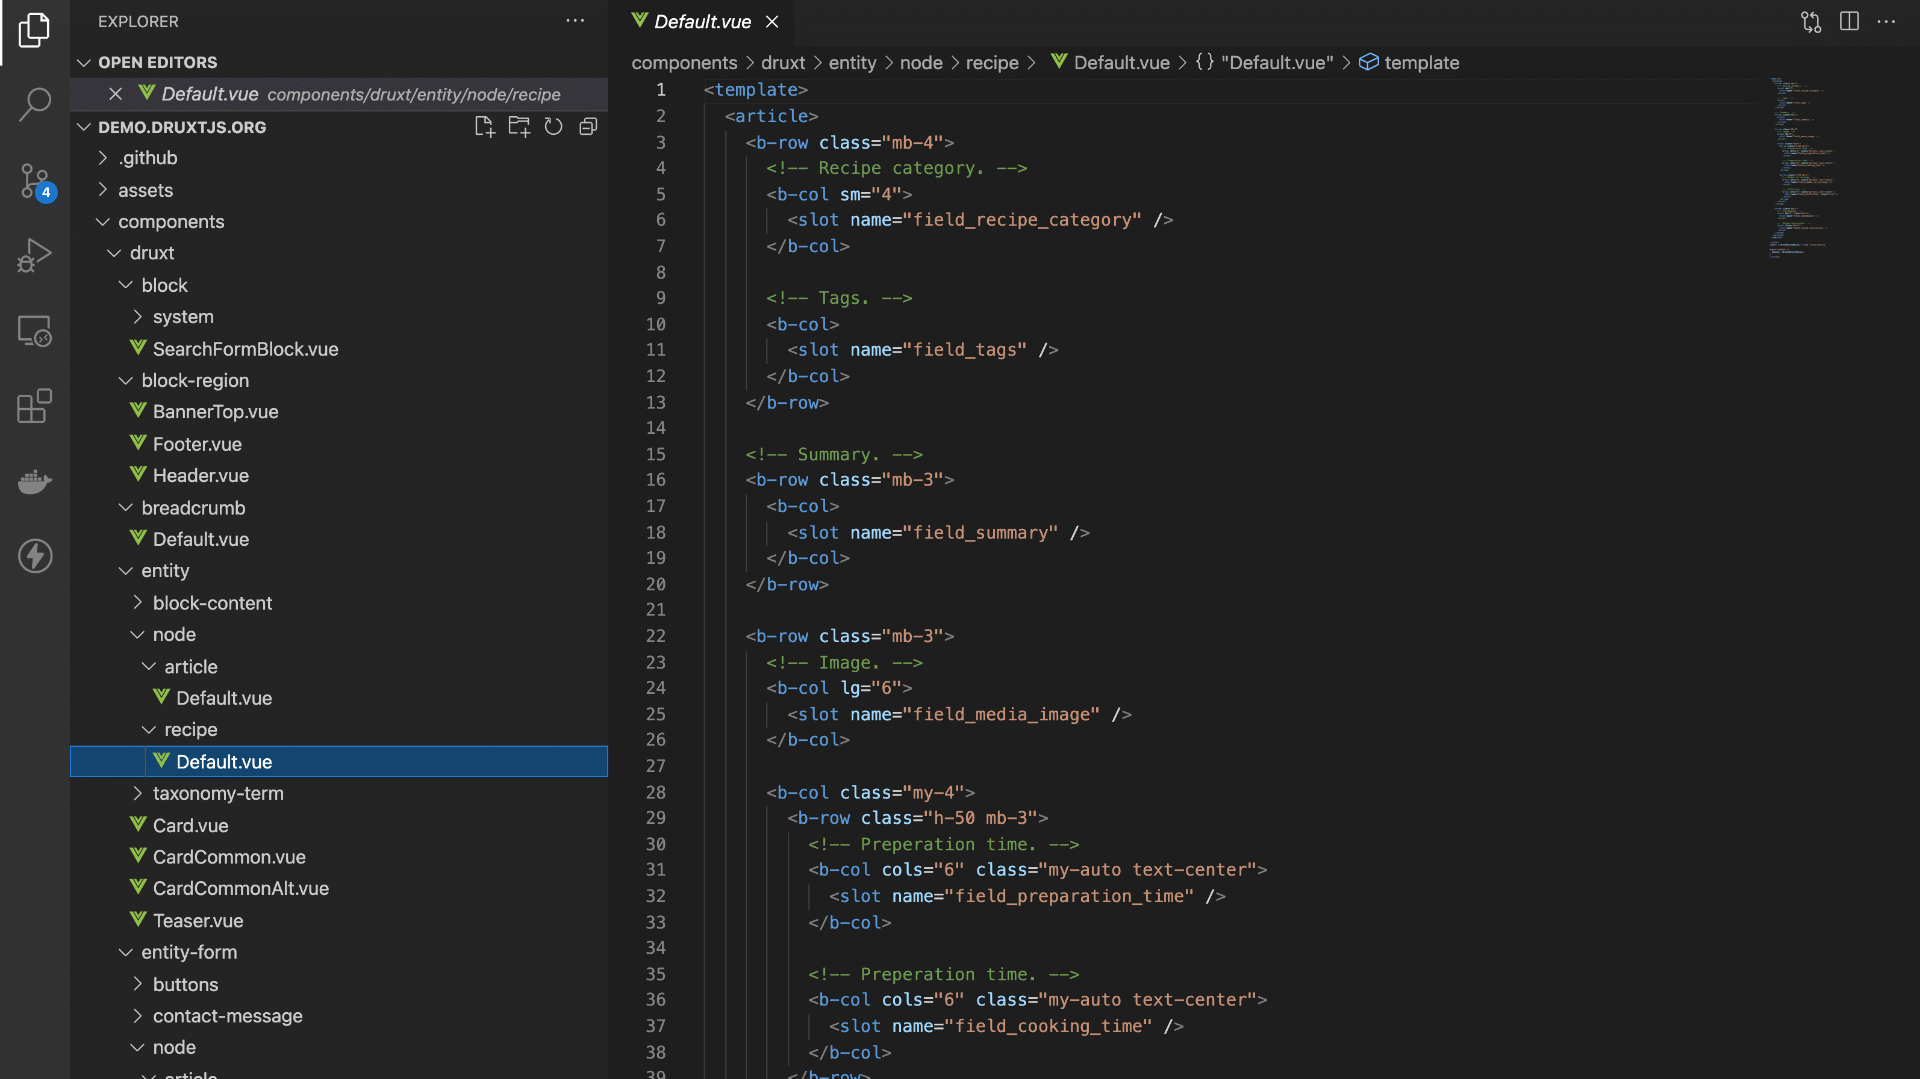 EXPLORER
OPEN EDITORS
Default.vue components/druxt/entity/node/recipe
DEMO.DRUXTJS.ORG
.github
assets
components
druxt
block
system
SearchFormBlock.vue
block-region
BannerTop.vue
Footer.vue
Header.vue
breadcrumb
Default.vue
entity
block-content
node
article
Default.vue
recipe
Default.vue
taxonomy-term
Card.vue
CardCommon.vue
CardCommonAlt.vue
Teaser.vue
entity-form
buttons
contact-message
node
article
4
Default.vue
components > druxt > entity > node > recipe > Default.vue > {} "Default.vue" > template
1 <template>
2 <article>
3 <b-row class="mb-4">
4 <!-- Recipe category. -->
5 <b-col sm="4">
6 <slot name="field_recipe_category" />
7 </b-col>
8
9 <!-- Tags. -->
10 <b-col>
11 <slot name="field_tags" />
12 </b-col>
13 </b-row>
14
15 <!-- Summary. -->
16 <b-row class="mb-3">
17 <b-col>
18 <slot name="field_summary" />
19 </b-col>
20 </b-row>
21
22 <b-row class="mb-3">
23 <!-- Image. -->
24 <b-col lg="6">
25 <slot name="field_media_image" />
26 </b-col>
27
28 <b-col class="my-4">
29 <b-row class="h-50 mb-3">
30 <!-- Preperation time. -->
31 <b-col cols="6" class="my-auto text-center">
32 <slot name="field_preparation_time" />
33 </b-col>
34
35 <!-- Preperation time. -->
36 <b-col cols="6" class="my-auto text-center">
37 <slot name="field_cooking_time" />
38 </b-col>
39 </b-row>